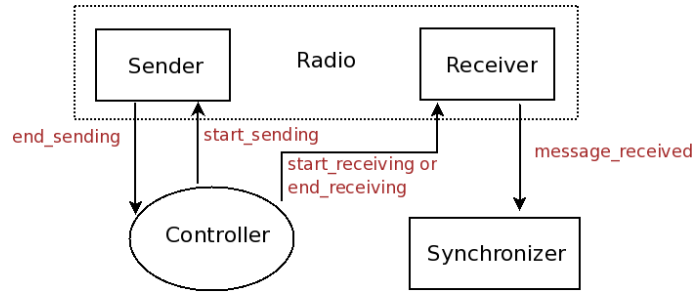 Sender
Radio
Receiver
end_sending
start_sending
start_receiving or
end_receiving
message_received
Controller
Synchronizer